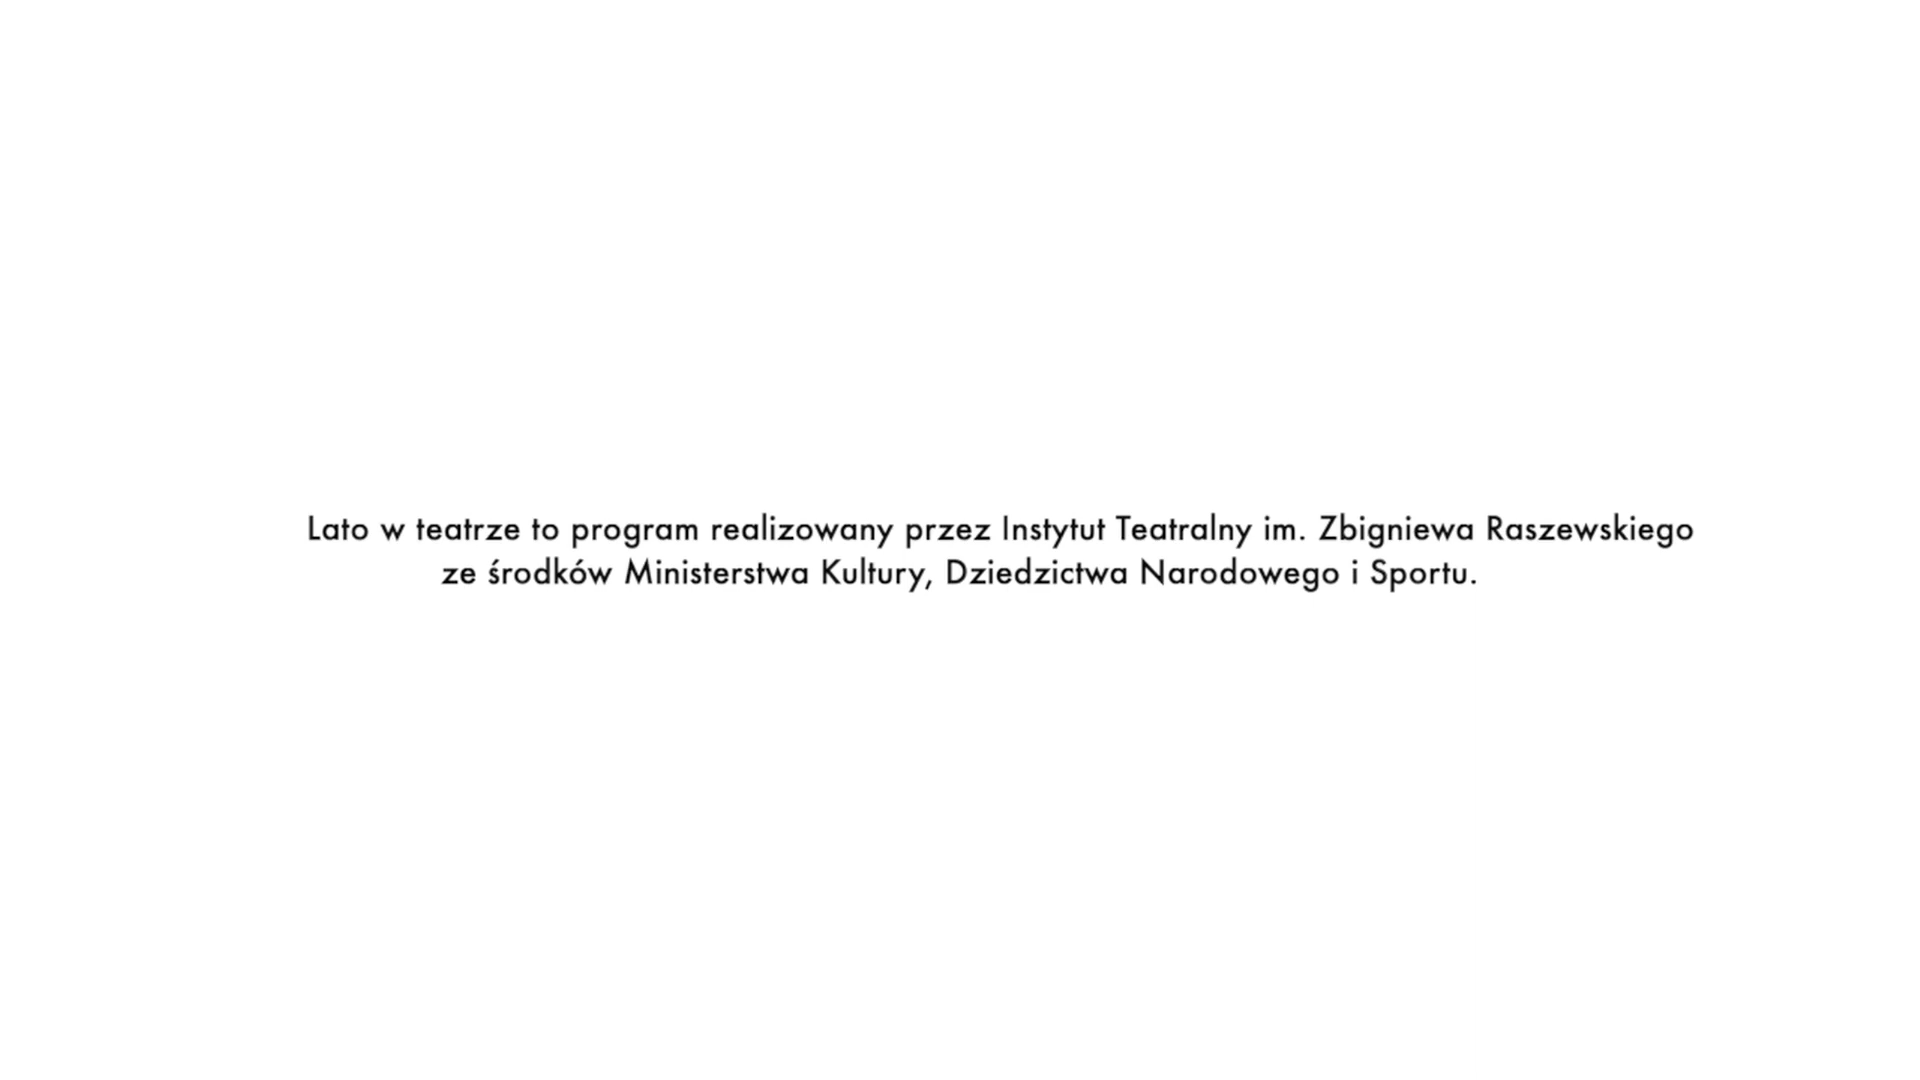 Lato w teatrze to program realizowany przez Instytut Teatralny im. Zbigniewa Raszewskiego
ze środków Ministerstwa Kultury, Dziedzictwa Narodowego i Sportu.